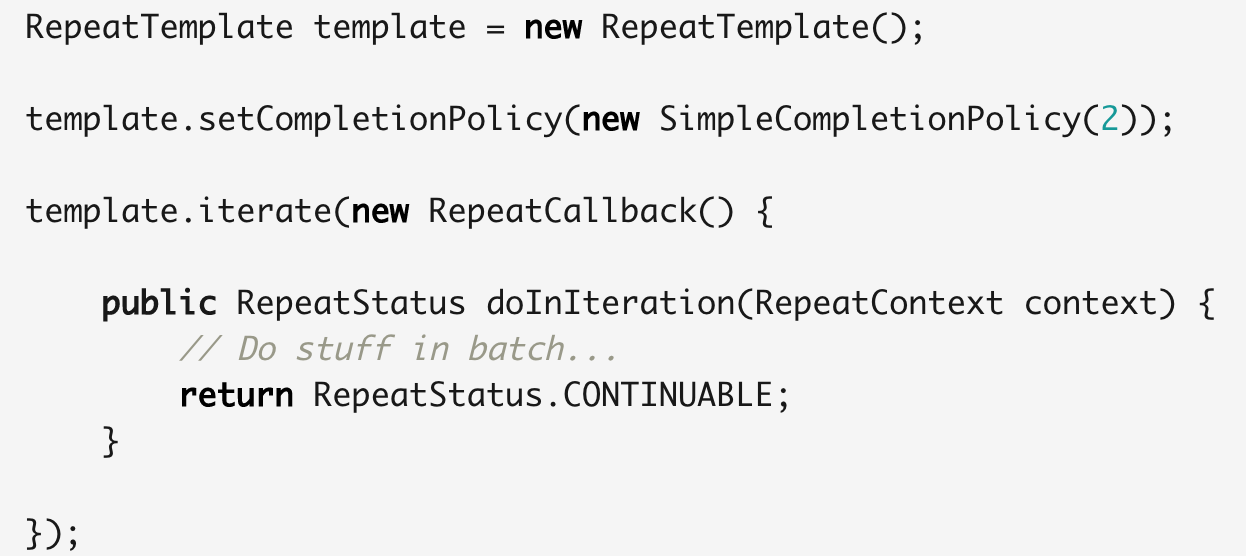 RepeatTemplate template = new RepeatTemplate();
template.setCompletionPolicy(new SimpleCompletionPolicy(2));
template.iterate(new RepeatCallback() {
public RepeatStatus doInIteration(RepeatContext context) {
// Do stuff in batch...
return RepeatStatus.CONTINUABLE;
}
});